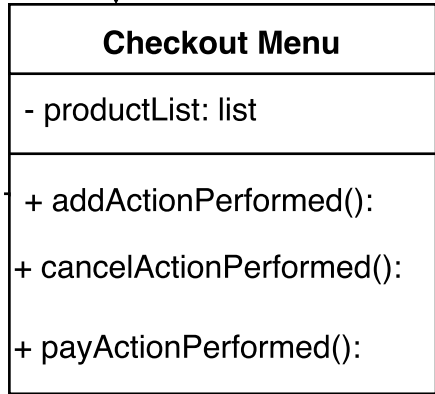 Checkout Menu
- productList: list
+ addActionPerformed():
+ cancelActionPerformed():
+ payActionPerformed():